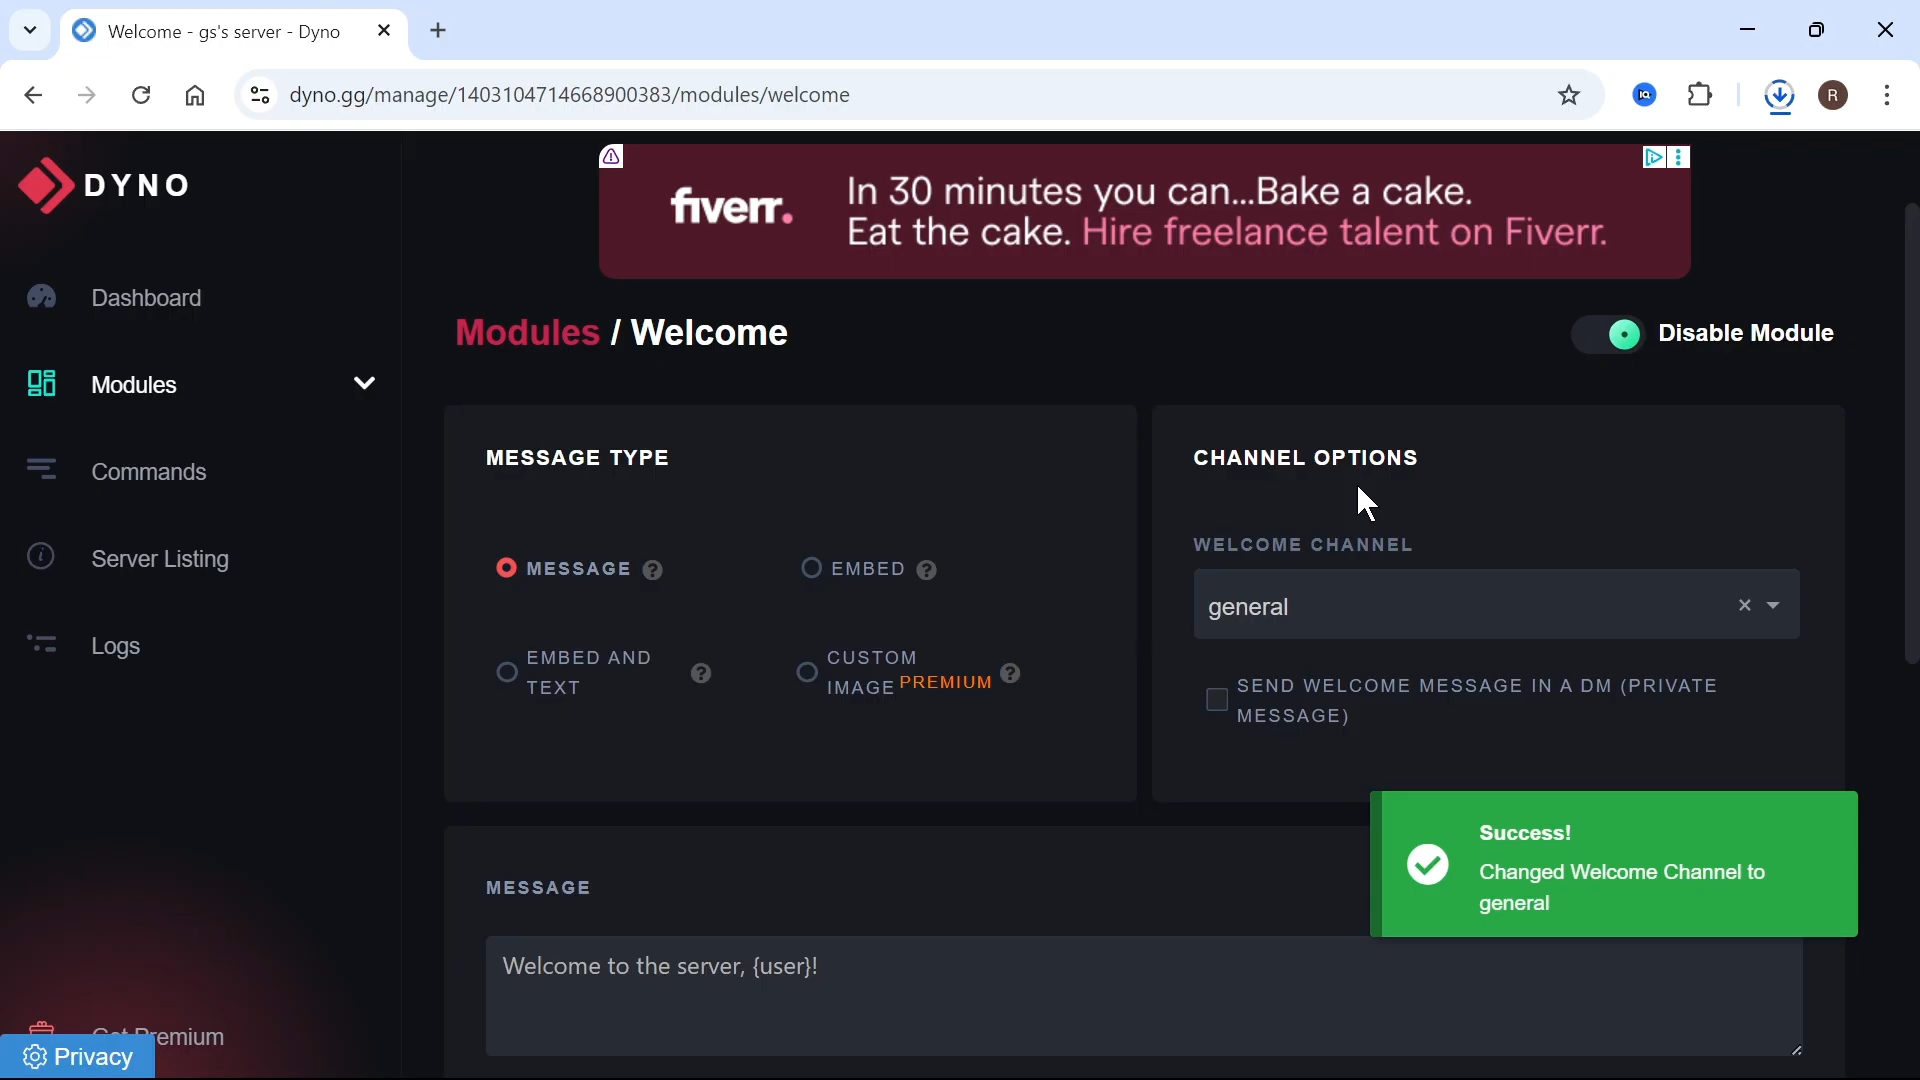 Welcome - gs's server - Dyno
dyno.gg/manage/1403104714668900383/modules/welcome
IQ
R
DYNO
fiverr.
In 30 minutes you can...Bake a cake.
Eat the cake. Hire freelance talent on Fiverr.
Dashboard
Modules
Commands
Server Listing
Logs
Get Premium
Privacy
Modules / Welcome
Disable Module
MESSAGE TYPE
MESSAGE ?
EMBED ?
EMBED AND
TEXT ?
CUSTOM
IMAGE PREMIUM ?
CHANNEL OPTIONS
WELCOME CHANNEL
general
SEND WELCOME MESSAGE IN A DM (PRIVATE
MESSAGE)
MESSAGE
Welcome to the server, {user}!
Success!
Changed Welcome Channel to
general